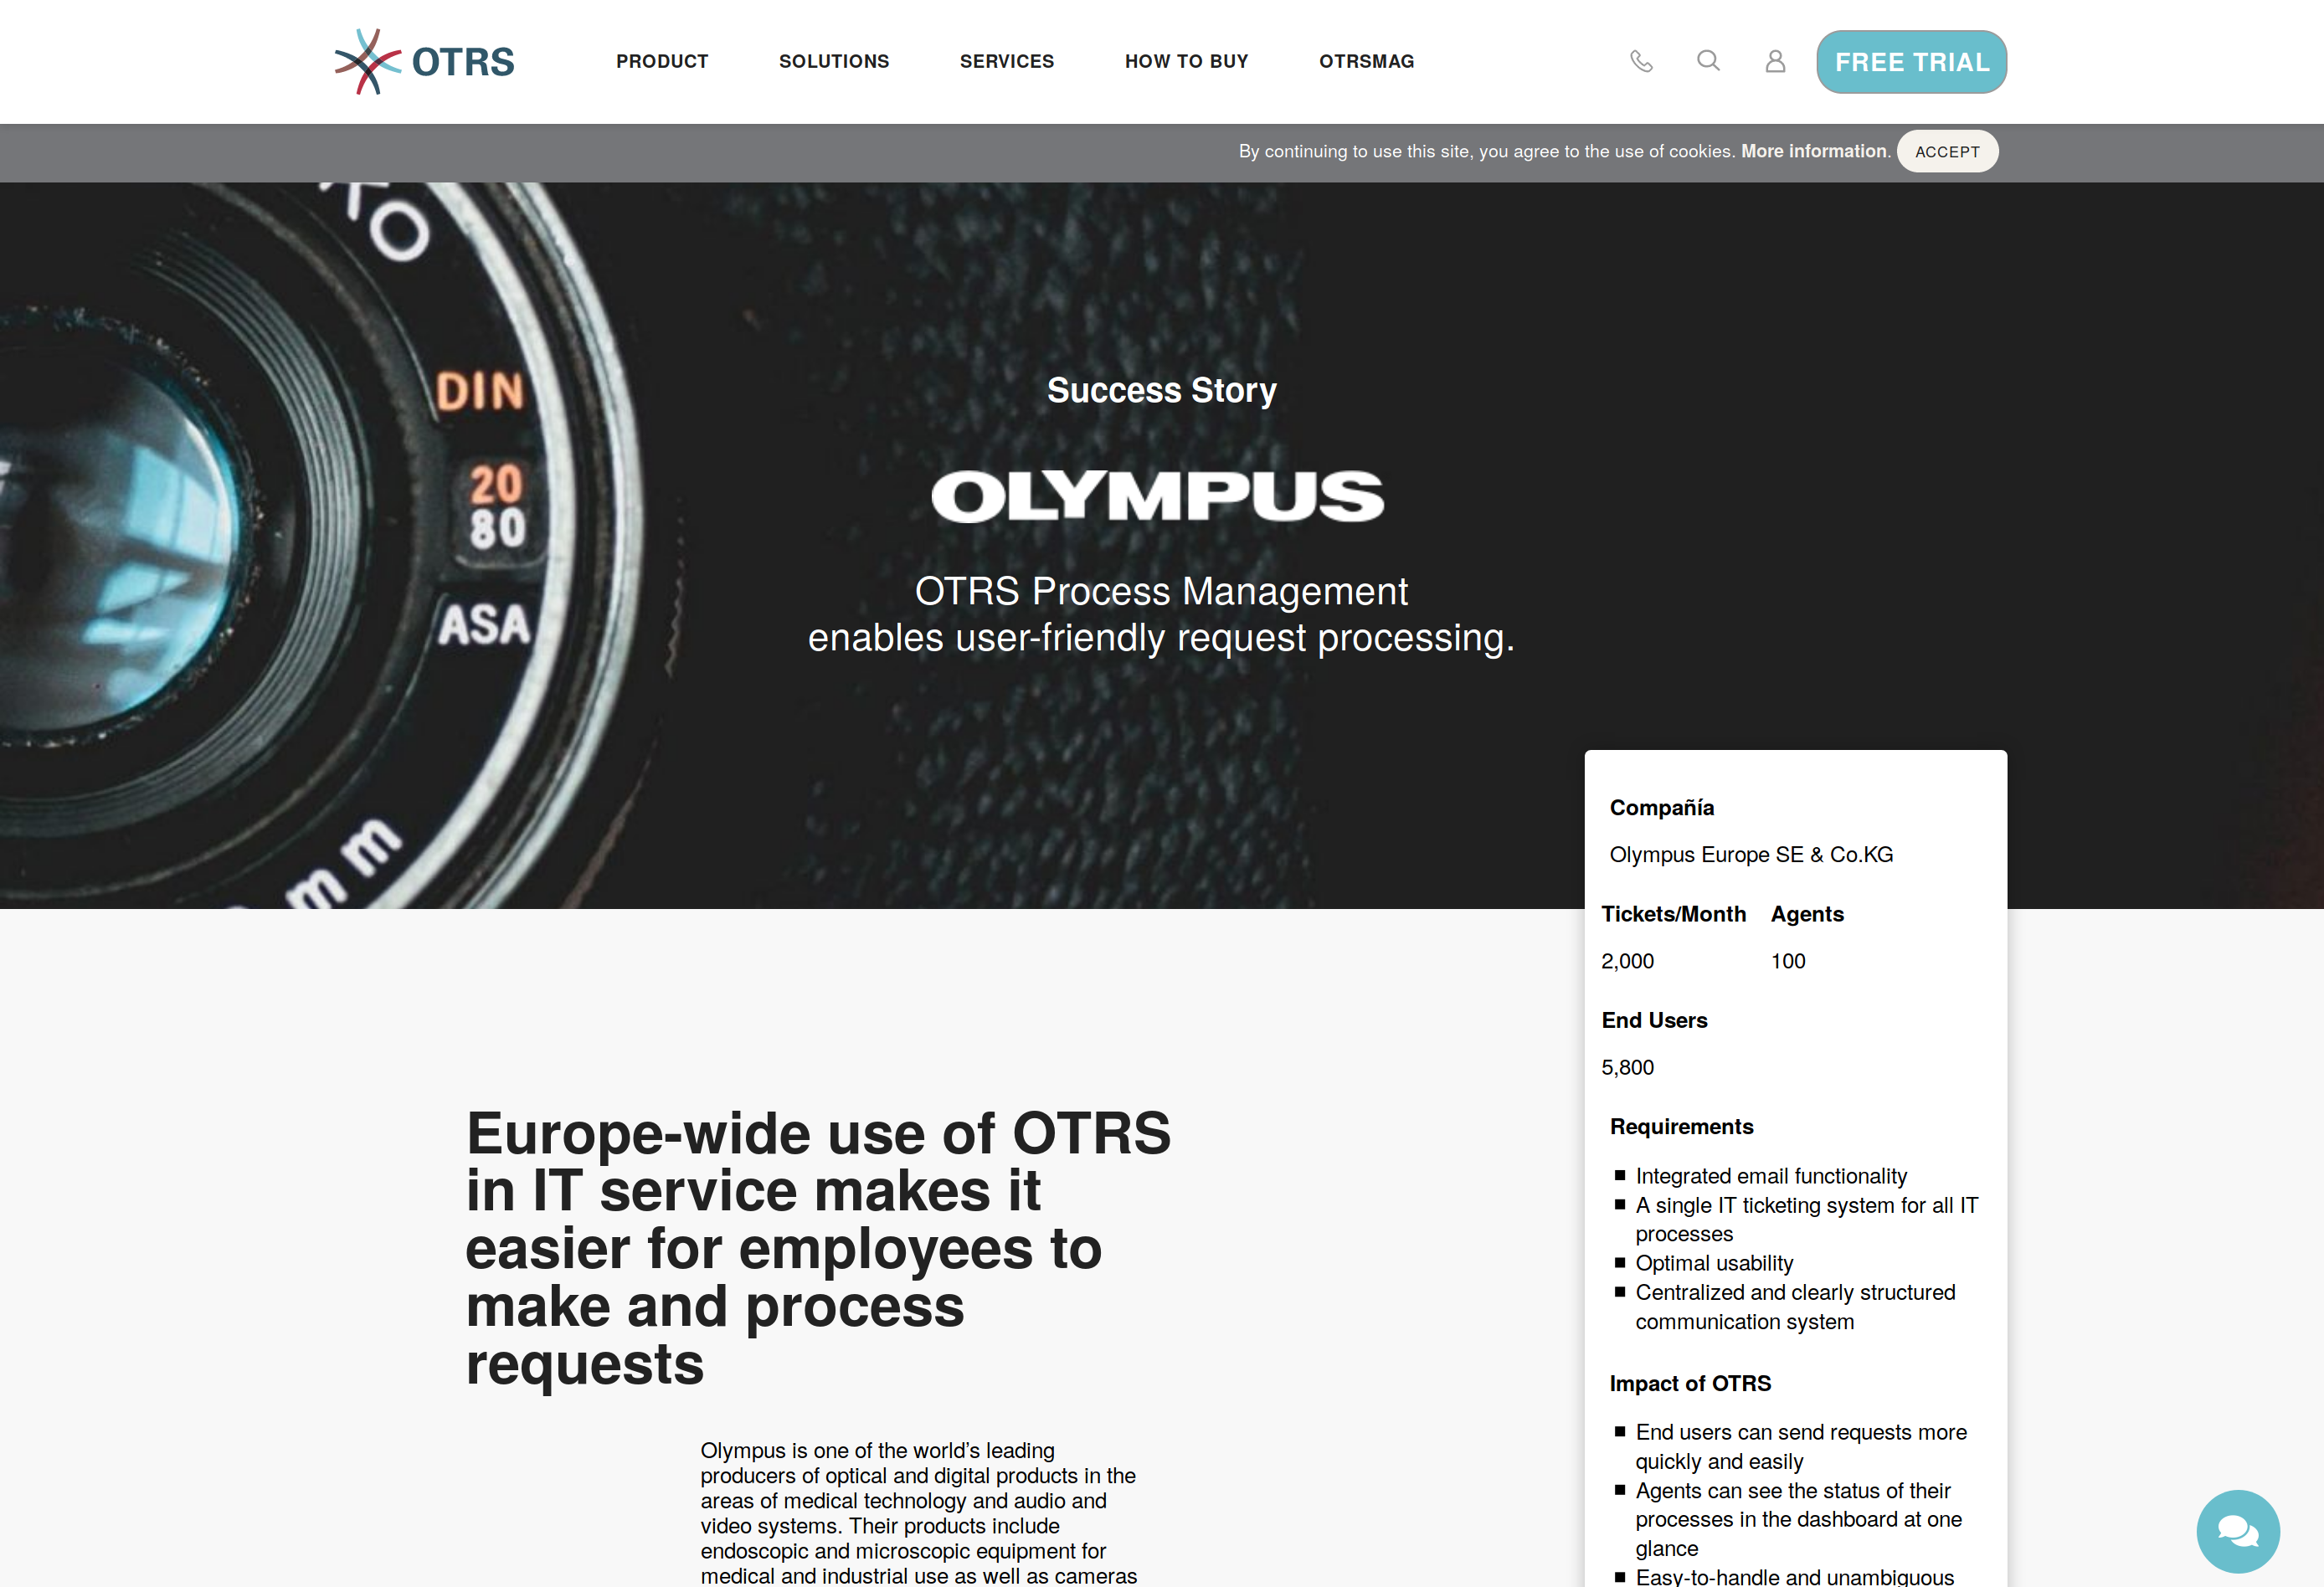 OTRS
PRODUCT
SOLUTIONS
SERVICES
HOW TO BUY
OTRSMAG
FREE TRIAL
By continuing to use this site, you agree to the use of cookies. More information.
ACCEPT
KO
DIN
20
80
ASA
mm
Success Story
OLYMPUS
OTRS Process Management
enables user-friendly request processing.
Compañía
Olympus Europe SE & Co.KG
Tickets/Month Agents
2,000 100
End Users
5,800
Requirements
Integrated email functionality
A single IT ticketing system for all IT
processes
Optimal usability
Centralized and clearly structured
communication system
Impact of OTRS
End users can send requests more
quickly and easily
Agents can see the status of their
processes in the dashboard at one
glance
Easy-to-handle and unambiguous
Europe-wide use of OTRS
in IT service makes it
easier for employees to
make and process
requests
Olympus is one of the world’s leading
producers of optical and digital products in the
areas of medical technology and audio and
video systems. Their products include
endoscopic and microscopic equipment for
medical and industrial use as well as cameras